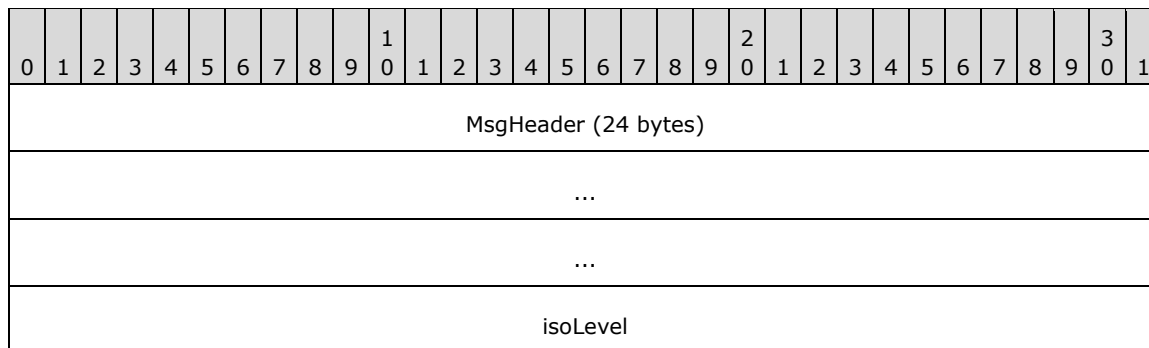 1 2 3
0 1 2 3 4 5 6 7 8 9 0 1 2 3 4 5 6 7 8 9 0 1 2 3 4 5 6 7 8 9 0 1
MsgHeader (24 bytes)
...
...
isoLevel